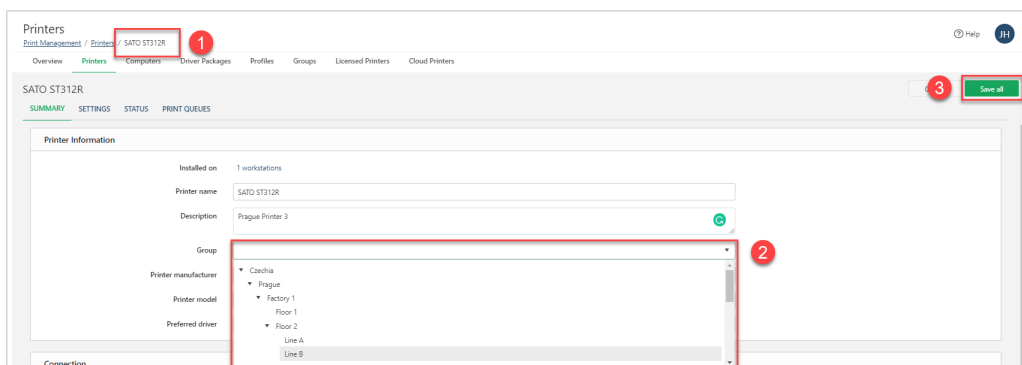 Printers
Print Management / Printers / SATO ST312R
1
Help
JH
Overview Printers Computers Driver Packages Profiles Groups Licensed Printers Cloud Printers
SATO ST312R
3
Save all
SUMMARY SETTINGS STATUS PRINT QUEUES
Printer Information
Installed on 1 workstations
Printer name SATO ST312R
Description Prague Printer 3
Group
2
Printer manufacturer
Czechia
Prague
Printer model
Factory 1
Floor 1
Preferred driver
Floor 2
Line A
Line B
Connection